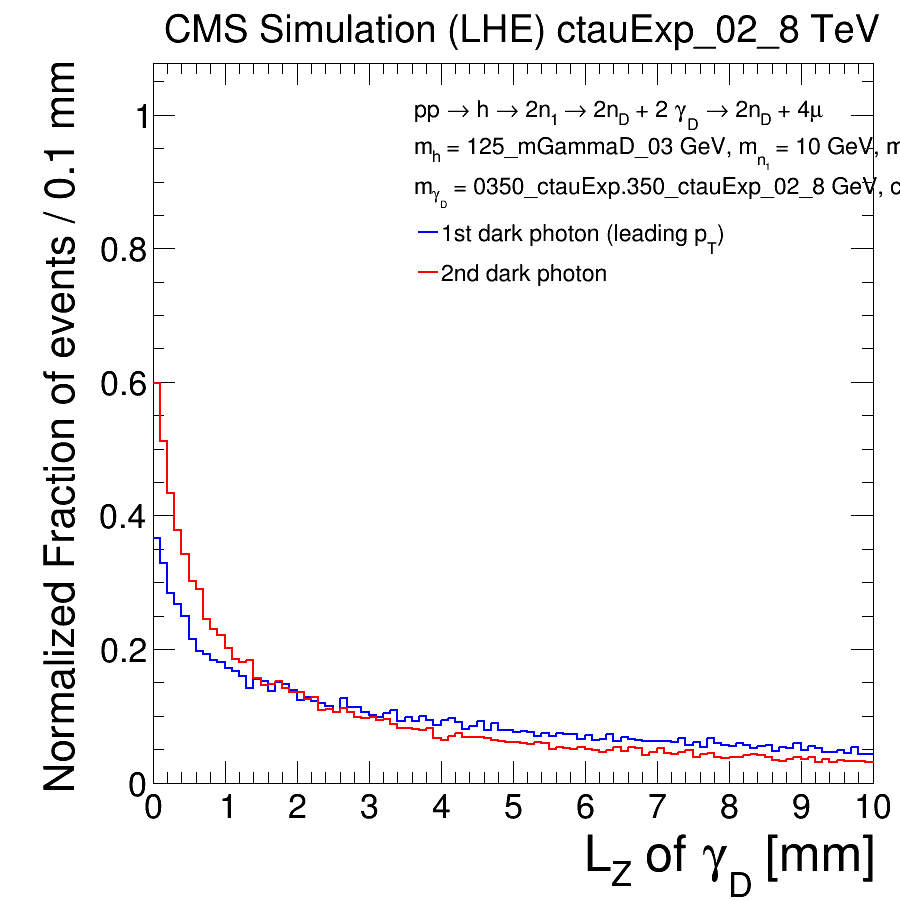 CMS Simulation (LHE) ctauExp_02_8 TeV
pp → h → 2n1 → 2nD + 2 γD → 2nD + 4μ
mh = 125_mGammaD_03 GeV, mn1 = 10 GeV, m
mγD = 0350_ctauExp.350_ctauExp_02_8 GeV, c
1st dark photon (leading pT)
2nd dark photon
Normalized Fraction of events / 0.1 mm
1
0.8
0.6
0.4
0.2
0
0 1 2 3 4 5 6 7 8 9 10
LZ of γD [mm]